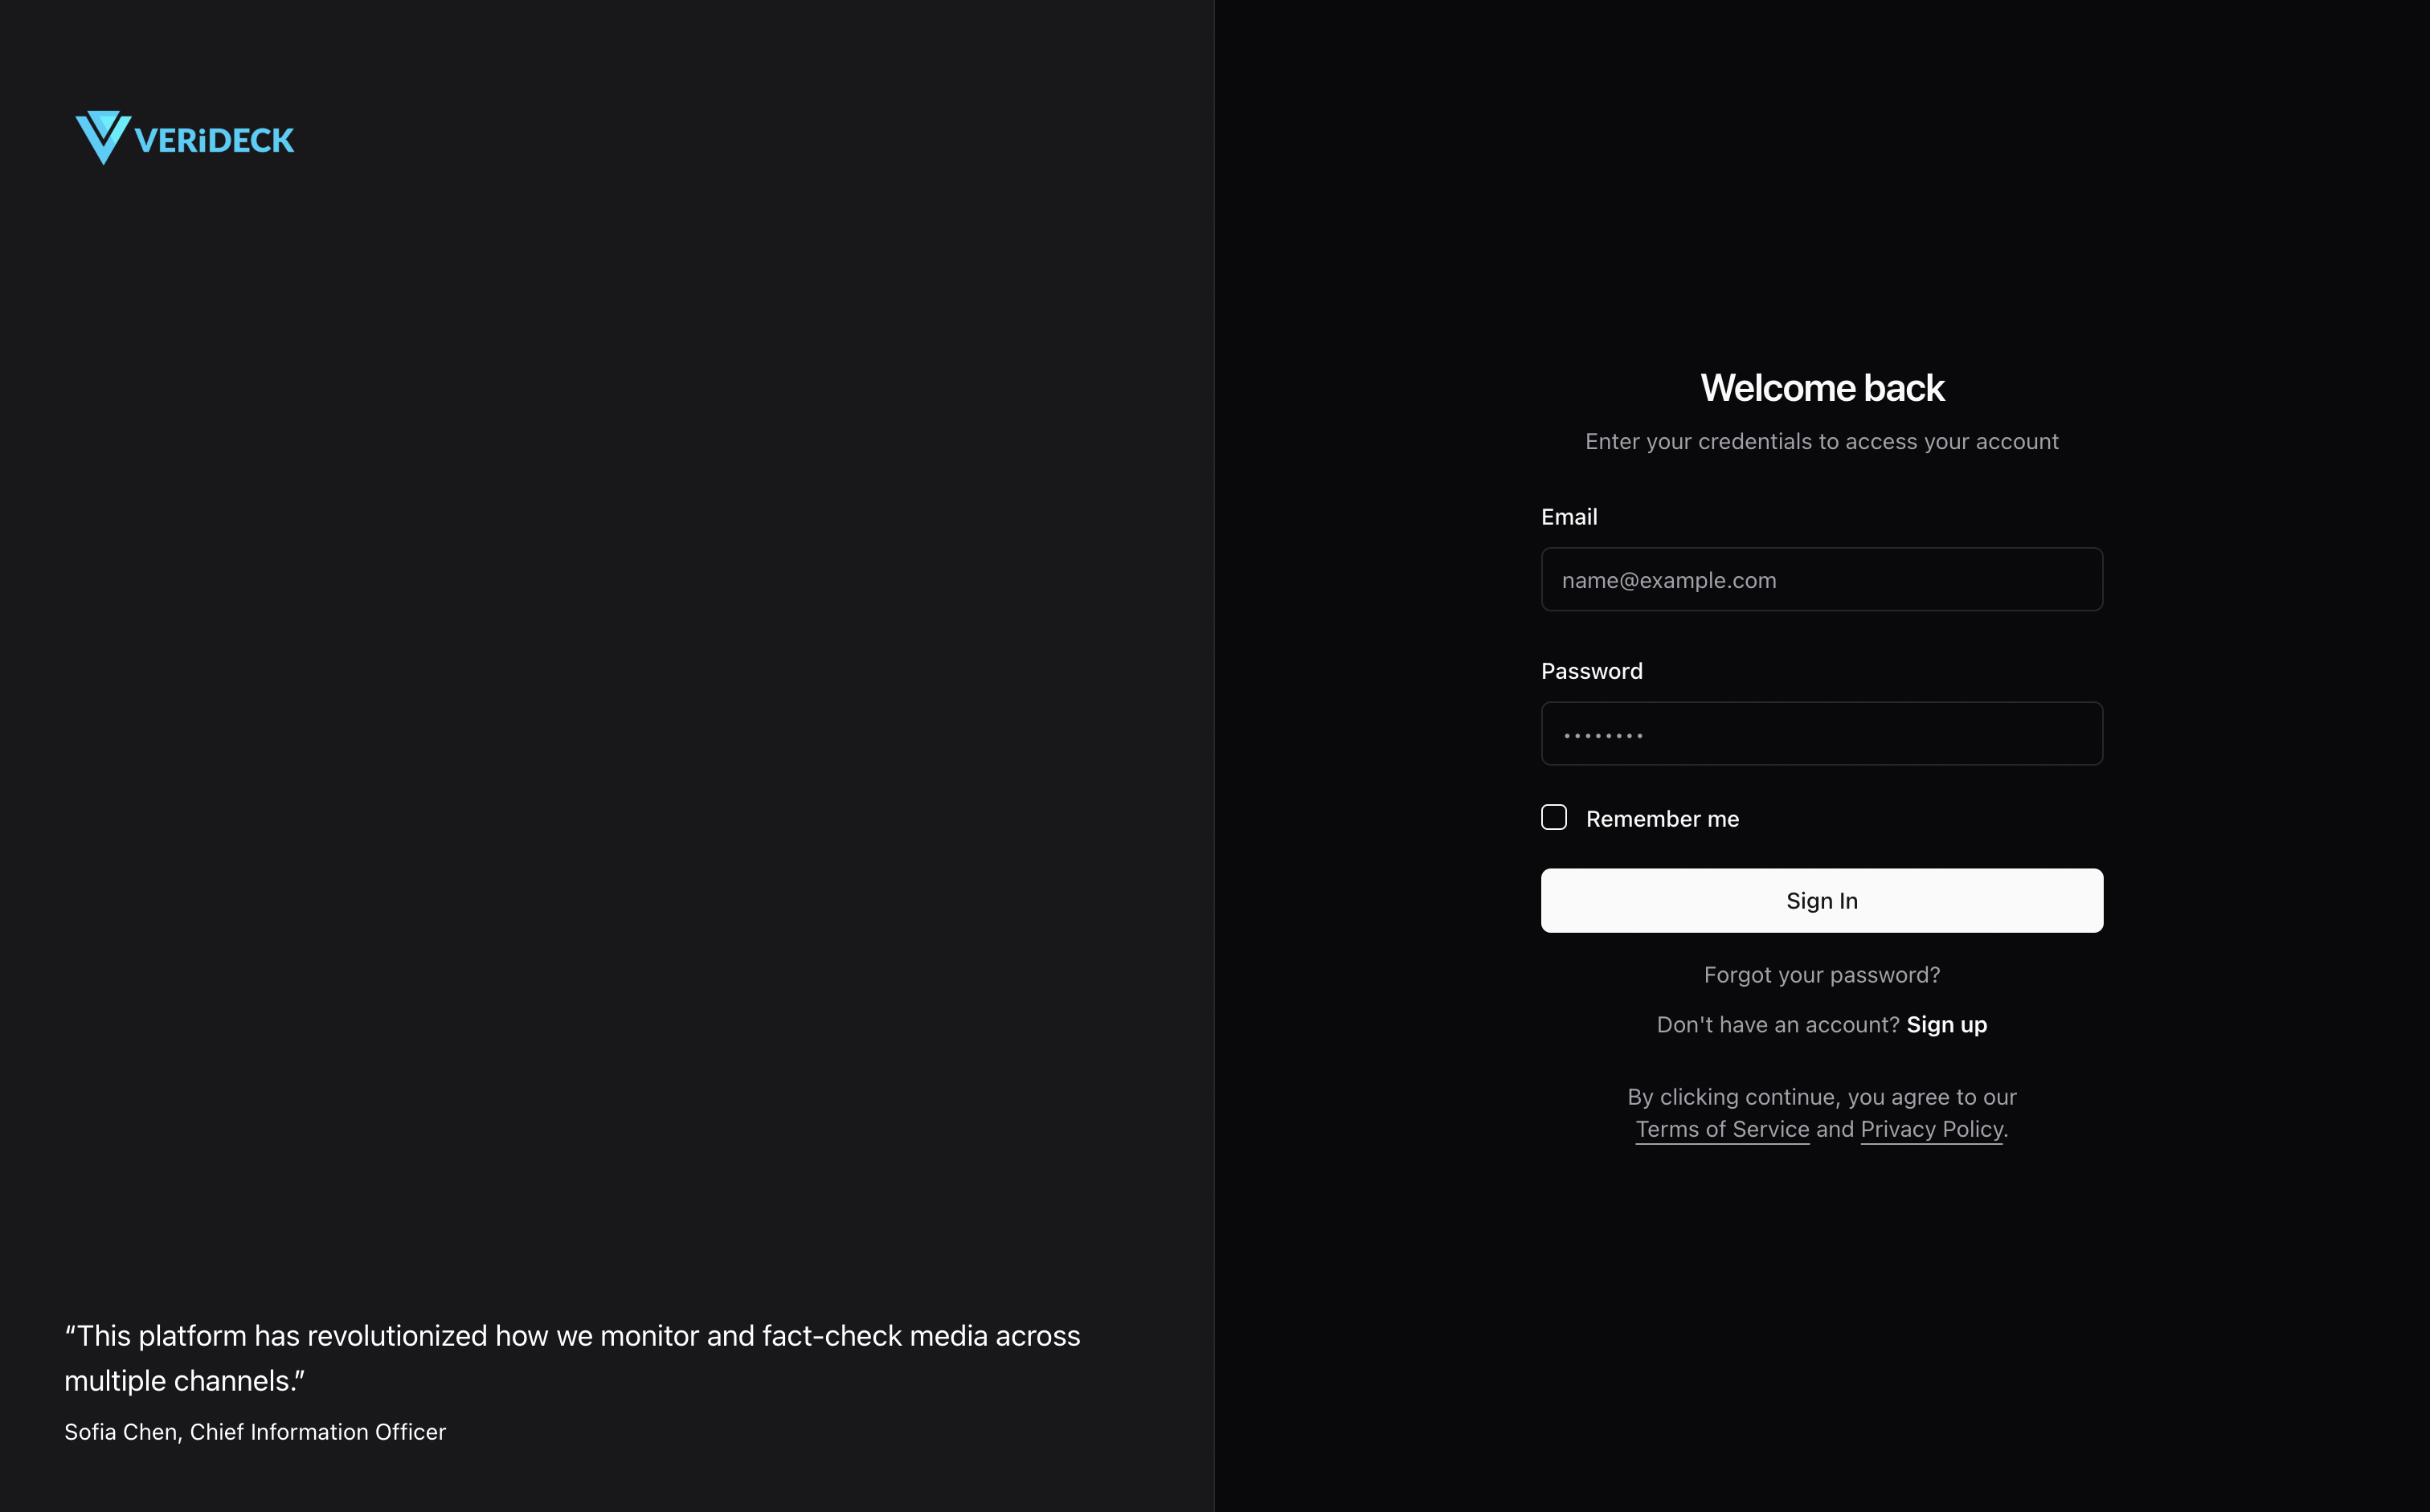 VERiDECK
Welcome back
Enter your credentials to access your account
Email
name@example.com
Password
••••••••
Remember me
Sign In
Forgot your password?
Don't have an account? Sign up
By clicking continue, you agree to our
Terms of Service and Privacy Policy.
“This platform has revolutionized how we monitor and fact-check media across
multiple channels.”
Sofia Chen, Chief Information Officer